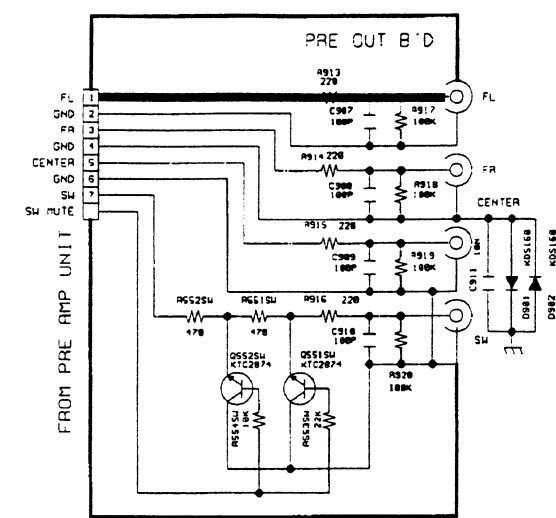 PRE OUT B'D
R913
220
FL 1
GND 2
FR 3
GND 4
CENTER 5
GND 6
SW 7
SW MUTE
FROM PRE AMP UNIT
FL
C907
100P
R917
100K
R914 220
FR
C908
100P
R918
100K
CENTER
R915
220
C909
100P
R919
100K
C911
10N
KDS160
D901
KDS160
D902
R552SW
470
R551SW
470
R916 220
SW
C910
100P
R920
100K
Q552SW
KTC2874
Q551SW
KTC2874
R554SW
10K
R553SW
22K